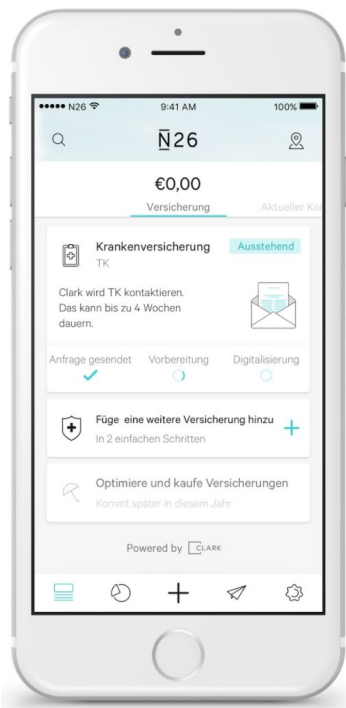 N26
9:41 AM
100%
N26
€0,00
Versicherung
Aktueller Kon
Krankenversicherung
Ausstehend
TK
Clark wird TK kontaktieren.
Das kann bis zu 4 Wochen
dauern.
Anfrage gesendet
Vorbereitung
Digitalisierung
Füge eine weitere Versicherung hinzu
In 2 einfachen Schritten
Optimiere und kaufe Versicherungen
Kommt später in diesem Jahr
Powered by CLARK